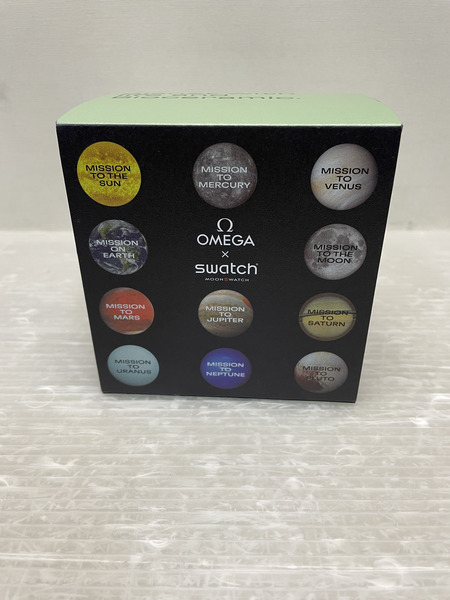 Bioceramic.
MISSION
TO THE
SUN
MISSION
TO
MERCURY
MISSION
TO
VENUS
MISSION
ON
EARTH
Ω
OMEGA
×
swatch
MOONSWATCH
MISSION
TO THE
MOON
MISSION
TO
MARS
MISSION
TO
JUPITER
MISSION
TO
SATURN
MISSION
TO
URANUS
MISSION
TO
NEPTUNE
MISSION
TO
PLUTO